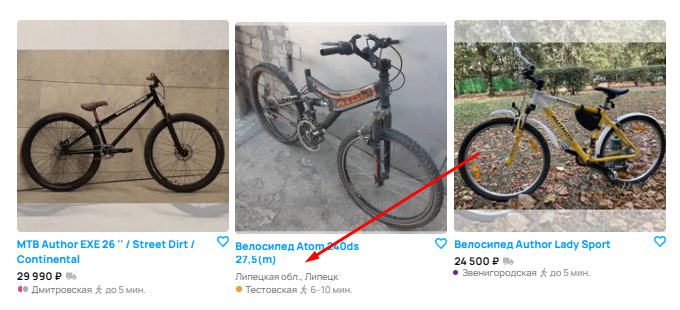 MTB Author EXE 26 '' / Street Dirt /
Continental
29 990 ₽
Дмитровская до 5 мин.
Велосипед Atom 240ds
27,5(m)
Липецкая обл., Липецк
Тестовская 6–10 мин.
Велосипед Author Lady Sport
24 500 ₽
Звенигородская до 5 мин.